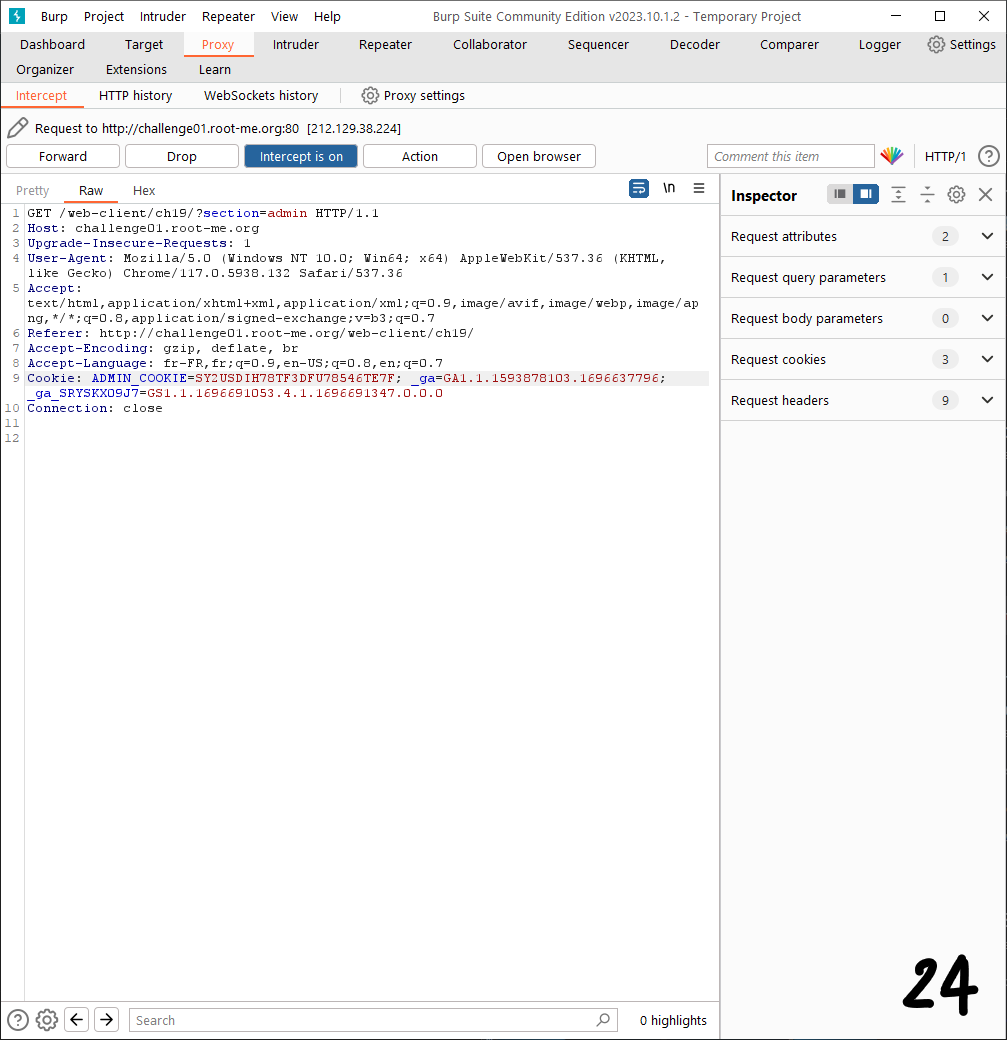 Burp Project Intruder Repeater View Help Burp Suite Community Edition v2023.10.1.2 - Temporary Project
Dashboard Target Proxy Intruder Repeater Collaborator Sequencer Decoder Comparer Logger Settings
Organizer Extensions Learn
Intercept HTTP history WebSockets history Proxy settings
Request to http://challenge01.root-me.org:80 [212.129.38.224]
Forward Drop Intercept is on Action Open browser Comment this item HTTP/1 ?
Pretty Raw Hex \n
Inspector
1 GET /web-client/ch19/?section=admin HTTP/1.1
2 Host: challenge01.root-me.org
3 Upgrade-Insecure-Requests: 1
4 User-Agent: Mozilla/5.0 (Windows NT 10.0; Win64; x64) AppleWebKit/537.36 (KHTML,
like Gecko) Chrome/117.0.5938.132 Safari/537.36
5 Accept:
text/html,application/xhtml+xml,application/xml;q=0.9,image/avif,image/webp,image/ap
ng,*/*;q=0.8,application/signed-exchange;v=b3;q=0.7
6 Referer: http://challenge01.root-me.org/web-client/ch19/
7 Accept-Encoding: gzip, deflate, br
8 Accept-Language: fr-FR,fr;q=0.9,en-US;q=0.8,en;q=0.7
9 Cookie: ADMIN_COOKIE=SY2USDIH78TF3DFU78546TE7F; _ga=GA1.1.1593878103.1696637796;
_ga_SRYSKX09J7=GS1.1.1696691053.4.1.1696691347.0.0.0
10 Connection: close
11
12
Request attributes 2
Request query parameters 1
Request body parameters 0
Request cookies 3
Request headers 9
24
? Search 0 highlights